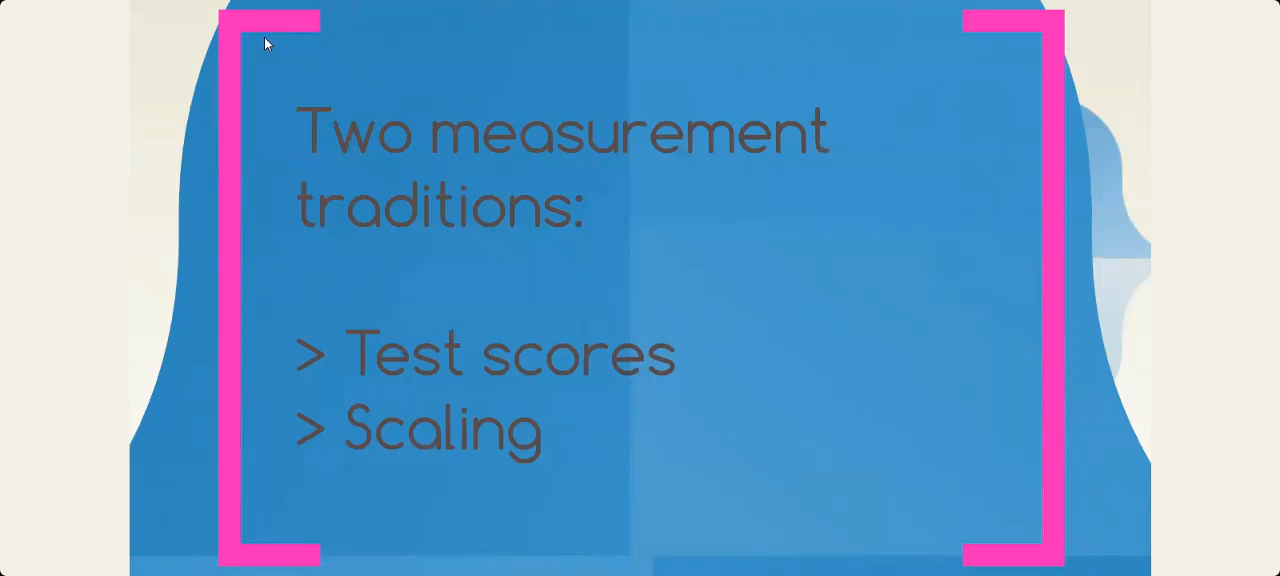 Two measurement
traditions:
> Test scores
> Scaling